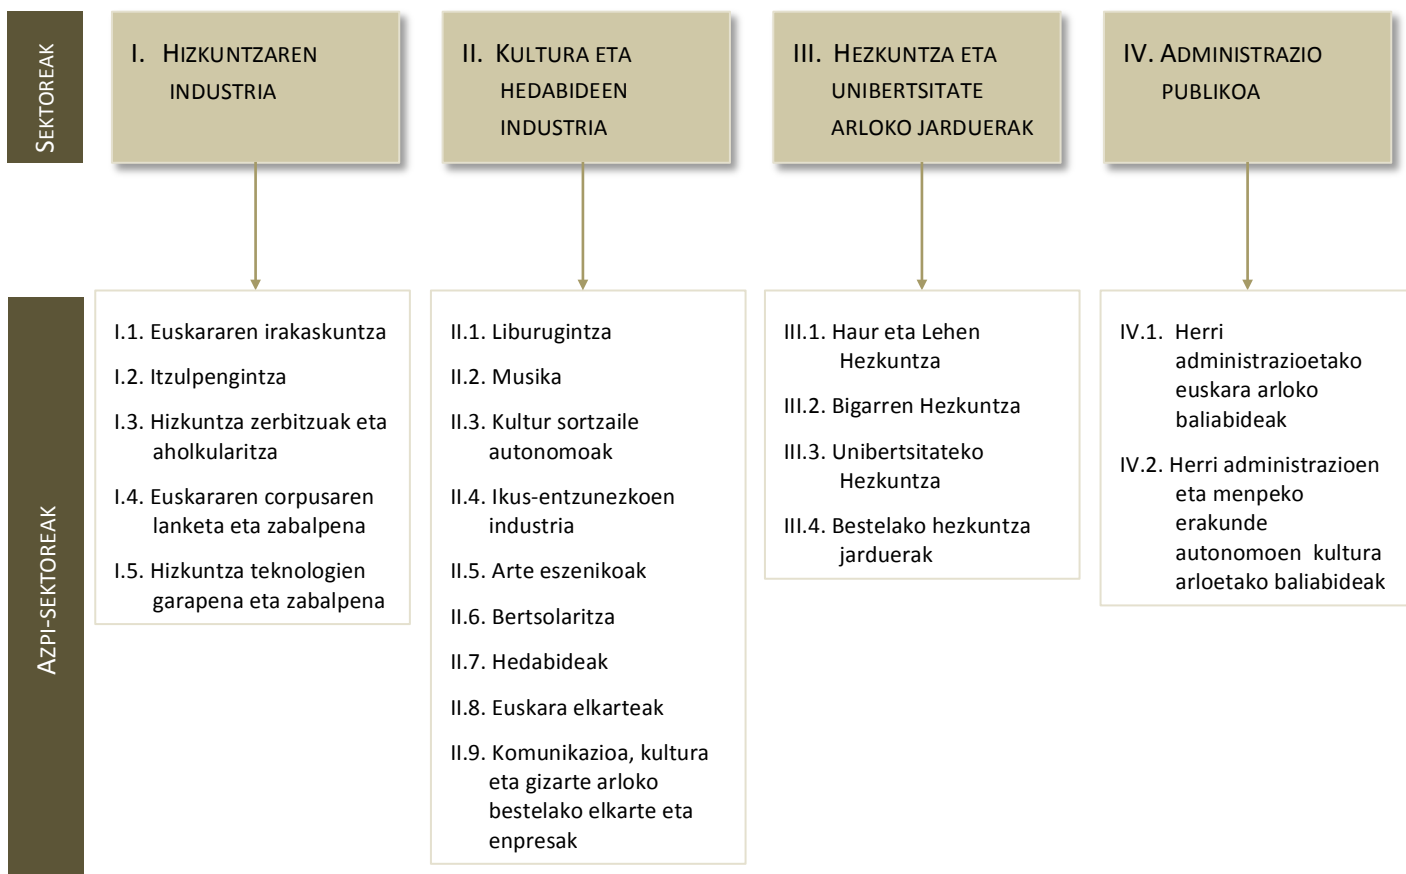 SEKTOREAK
I. HIZKUNTZAREN
INDUSTRIA
II. KULTURA ETA
HEDABIDEEN
INDUSTRIA
III. HEZKUNTZA ETA
UNIBERTSITATE
ARLOKO JARDUERAK
IV. ADMINISTRAZIO
PUBLIKOA
AZPI-SEKTOREAK
I.1. Euskararen irakaskuntza
I.2. Itzulpengintza
I.3. Hizkuntza zerbitzuak eta
aholkularitza
I.4. Euskararen corpusaren
lanketa eta zabalpena
I.5. Hizkuntza teknologien
garapena eta zabalpena
II.1. Liburugintza
II.2. Musika
II.3. Kultur sortzaile
autonomoak
II.4. Ikus-entzunezkoen
industria
II.5. Arte eszenikoak
II.6. Bertsolaritza
II.7. Hedabideak
II.8. Euskara elkarteak
II.9. Komunikazioa, kultura
eta gizarte arloko
bestelako elkarte eta
enpresak
III.1. Haur eta Lehen
Hezkuntza
III.2. Bigarren Hezkuntza
III.3. Unibertsitateko
Hezkuntza
III.4. Bestelako hezkuntza
jarduerak
IV.1. Herri
administrazioetako
euskara arloko
baliabideak
IV.2. Herri administrazioen
eta menpeko
erakunde
autonomoen kultura
arloetako baliabideak